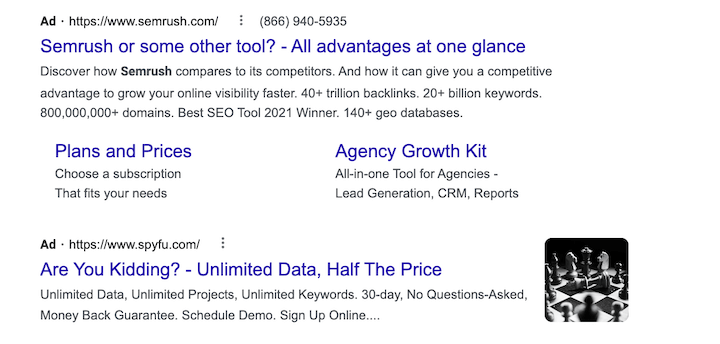 Ad · https://www.semrush.com/ (866) 940-5935
Semrush or some other tool? - All advantages at one glance
Discover how Semrush compares to its competitors. And how it can give you a competitive
advantage to grow your online visibility faster. 40+ trillion backlinks. 20+ billion keywords.
800,000,000+ domains. Best SEO Tool 2021 Winner. 140+ geo databases.
Plans and Prices
Choose a subscription
That fits your needs
Agency Growth Kit
All-in-one Tool for Agencies -
Lead Generation, CRM, Reports
Ad · https://www.spyfu.com/
Are You Kidding? - Unlimited Data, Half The Price
Unlimited Data, Unlimited Projects, Unlimited Keywords. 30-day, No Questions-Asked,
Money Back Guarantee. Schedule Demo. Sign Up Online....